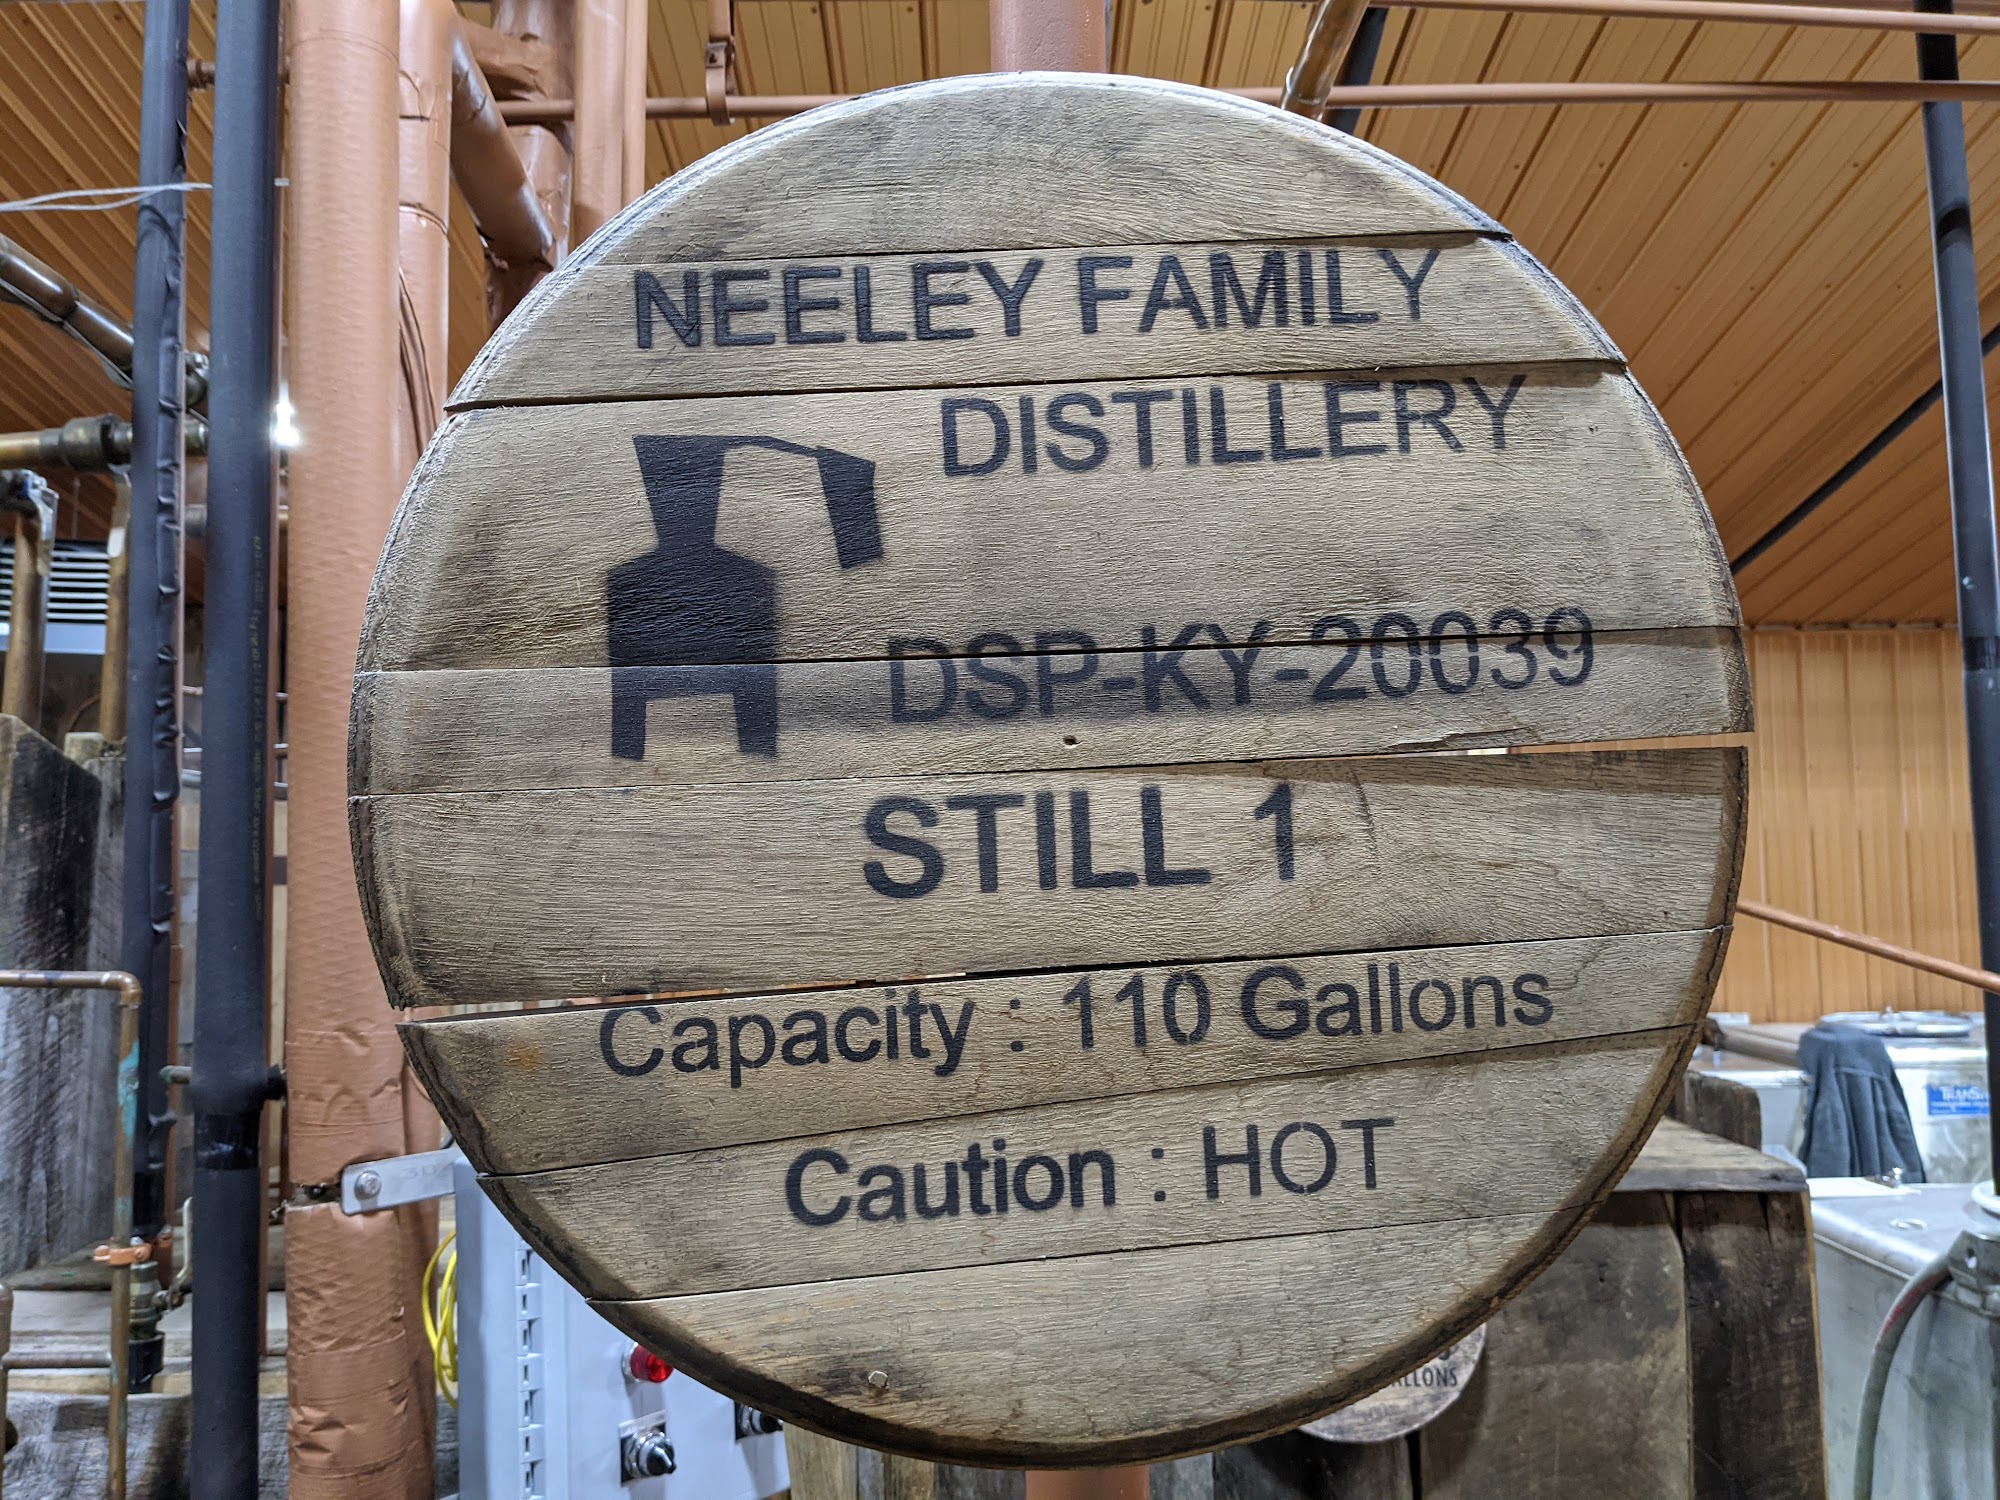 NEELEY FAMILY
DISTILLERY
DSP-KY-20039
STILL 1
Capacity : 110 Gallons
Caution : HOT